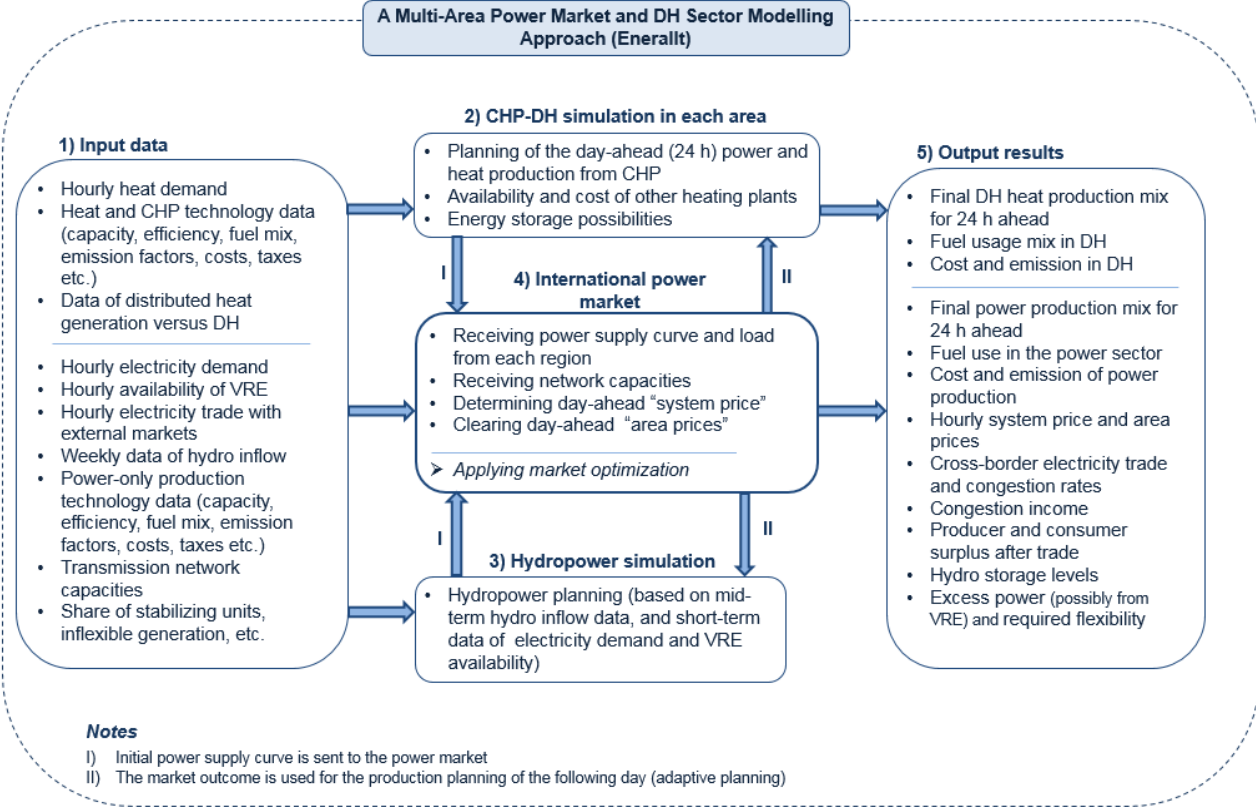 A Multi-Area Power Market and DH Sector Modelling
Approach (Enerallt)
1) Input data
• Hourly heat demand
• Heat and CHP technology data
(capacity, efficiency, fuel mix,
emission factors, costs, taxes
etc.)
• Data of distributed heat
generation versus DH
• Hourly electricity demand
• Hourly availability of VRE
• Hourly electricity trade with
external markets
• Weekly data of hydro inflow
• Power-only production
technology data (capacity,
efficiency, fuel mix, emission
factors, costs, taxes etc.)
• Transmission network
capacities
• Share of stabilizing units,
inflexible generation, etc.
2) CHP-DH simulation in each area
• Planning of the day-ahead (24 h) power and
heat production from CHP
• Availability and cost of other heating plants
• Energy storage possibilities
I
II
4) International power
market
• Receiving power supply curve and load
from each region
• Receiving network capacities
• Determining day-ahead “system price”
• Clearing day-ahead “area prices”
➢ Applying market optimization
I
II
3) Hydropower simulation
• Hydropower planning (based on mid-
term hydro inflow data, and short-term
data of electricity demand and VRE
availability)
5) Output results
• Final DH heat production mix
for 24 h ahead
• Fuel usage mix in DH
• Cost and emission in DH
• Final power production mix for
24 h ahead
• Fuel use in the power sector
• Cost and emission of power
production
• Hourly system price and area
prices
• Cross-border electricity trade
and congestion rates
• Congestion income
• Producer and consumer
surplus after trade
• Hydro storage levels
• Excess power (possibly from
VRE) and required flexibility
Notes
I) Initial power supply curve is sent to the power market
II) The market outcome is used for the production planning of the following day (adaptive planning)